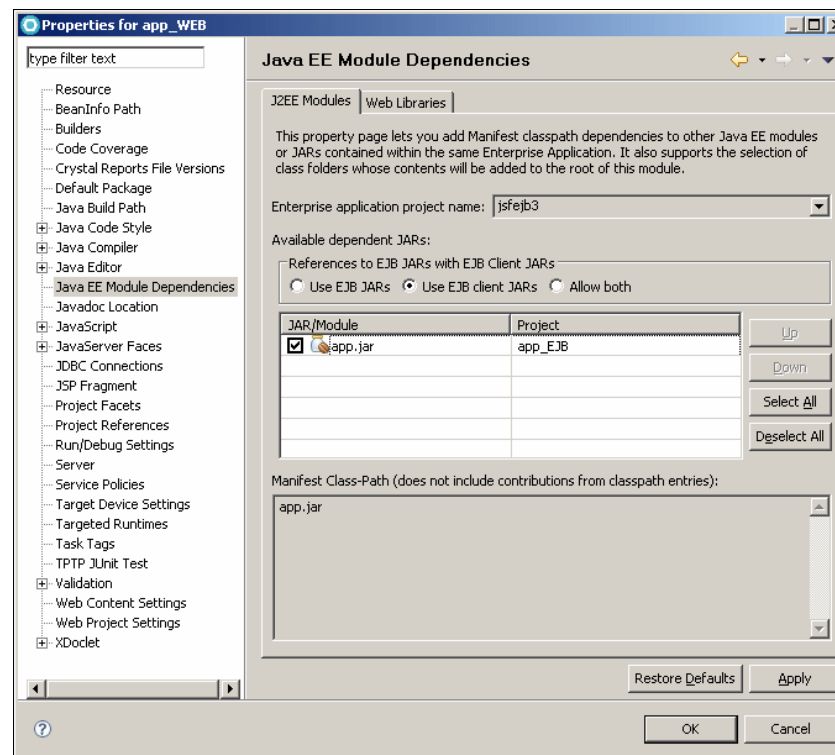 Properties for app_WEB
type filter text
Resource
BeanInfo Path
Builders
Code Coverage
Crystal Reports File Versions
Default Package
Java Build Path
Java Code Style
Java Compiler
Java Editor
Java EE Module Dependencies
Javadoc Location
JavaScript
JavaServer Faces
JDBC Connections
JSP Fragment
Project Facets
Project References
Run/Debug Settings
Server
Service Policies
Target Device Settings
Targeted Runtimes
Task Tags
TPTP JUnit Test
Validation
Web Content Settings
Web Project Settings
XDoclet
Java EE Module Dependencies
J2EE Modules
Web Libraries
This property page lets you add Manifest classpath dependencies to other Java EE modules
or JARs contained within the same Enterprise Application. It also supports the selection of
class folders whose contents will be added to the root of this module.
Enterprise application project name: jsfejb3
Available dependent JARs:
References to EJB JARs with EJB Client JARs
Use EJB JARs Use EJB client JARs Allow both
JAR/Module Project
app.jar app_EJB
Up
Down
Select All
Deselect All
Manifest Class-Path (does not include contributions from classpath entries):
app.jar
Restore Defaults Apply
? OK Cancel